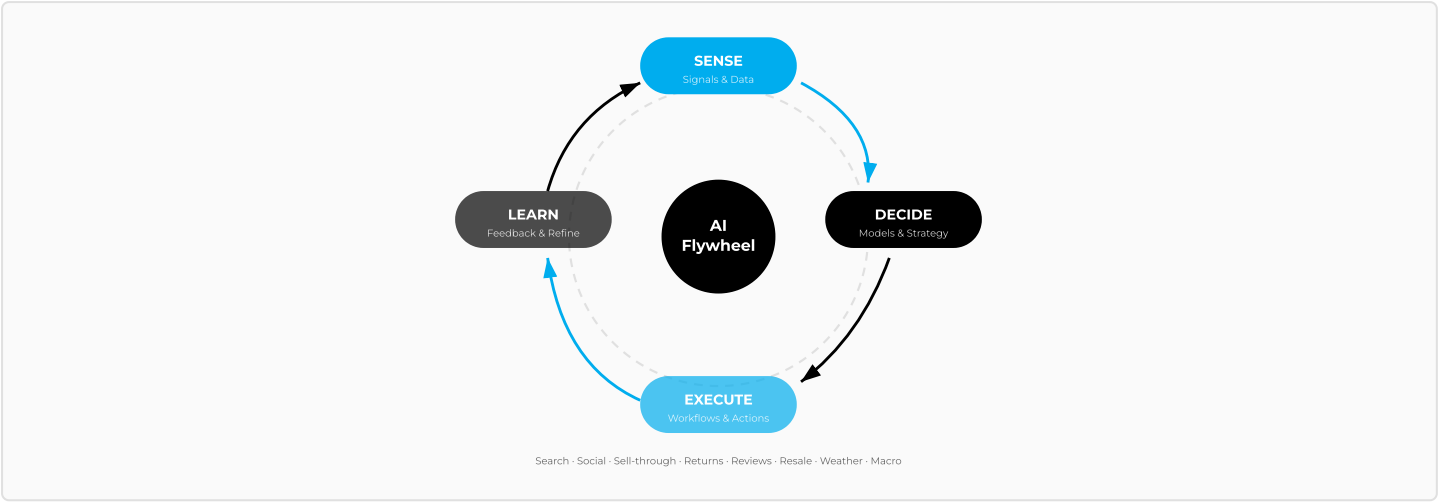 SENSE
Signals & Data
LEARN
Feedback & Refine
AI
Flywheel
DECIDE
Models & Strategy
EXECUTE
Workflows & Actions
Search · Social · Sell-through · Returns · Reviews · Resale · Weather · Macro